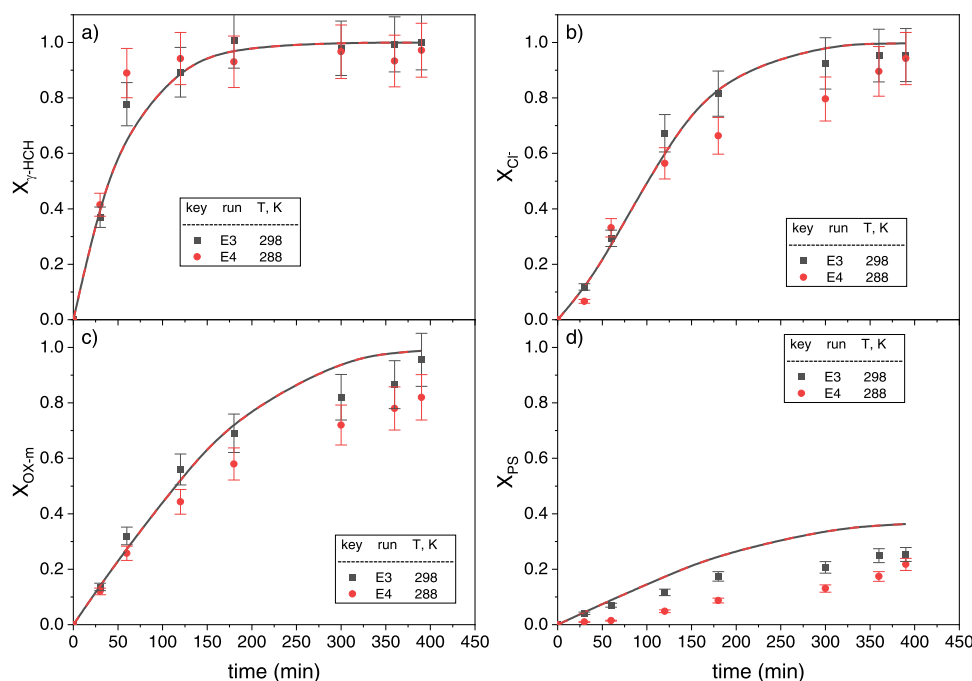 a)
1.0
0.8
0.6
0.4
0.2
0.0
X γ-HCH
key run T, K
E3 298
E4 288
b)
1.0
0.8
0.6
0.4
0.2
0.0
X Cl-
key run T, K
E3 298
E4 288
c)
1.0
0.8
0.6
0.4
0.2
0.0
X OX-m
key run T, K
E3 298
E4 288
0 50 100 150 200 250 300 350 400 450
time (min)
d)
1.0
0.8
0.6
0.4
0.2
0.0
X PS
key run T, K
E3 298
E4 288
0 50 100 150 200 250 300 350 400 450
time (min)